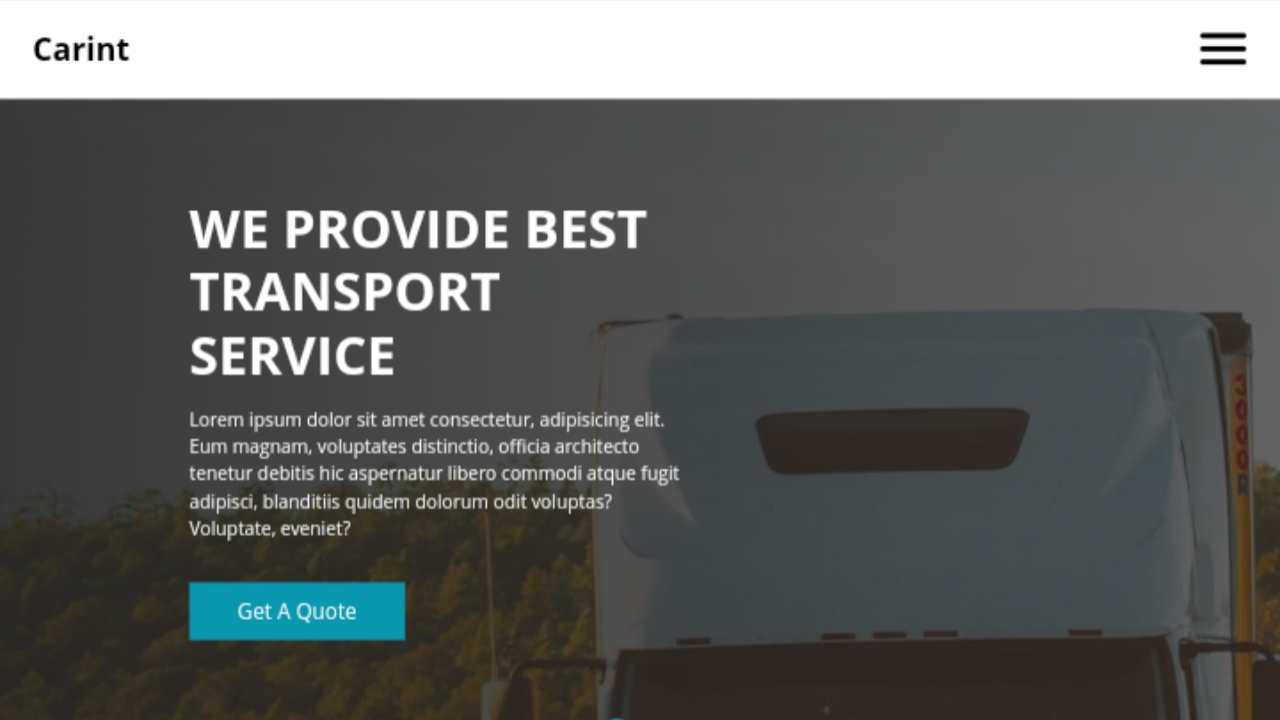 Carint
WE PROVIDE BEST
TRANSPORT
SERVICE
Lorem ipsum dolor sit amet consectetur, adipisicing elit.
Eum magnam, voluptates distinctio, officia architecto
tenetur debitis hic aspernatur libero commodi atque fugit
adipisci, blanditiis quidem dolorum odit voluptas?
Voluptate, eveniet?
Get A Quote